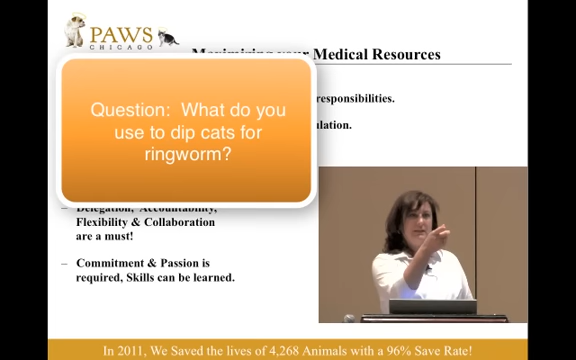 PAWS
CHICAGO
Maximizing your Medical Resources
responsibilities.
Question: What do you
use to dip cats for
ringworm?
– Delegation, Accountability,
Flexibility & Collaboration
are a must!
– Commitment & Passion is
required, Skills can be learned.
In 2011, We Saved the lives of 4,268 Animals with a 96% Save Rate!